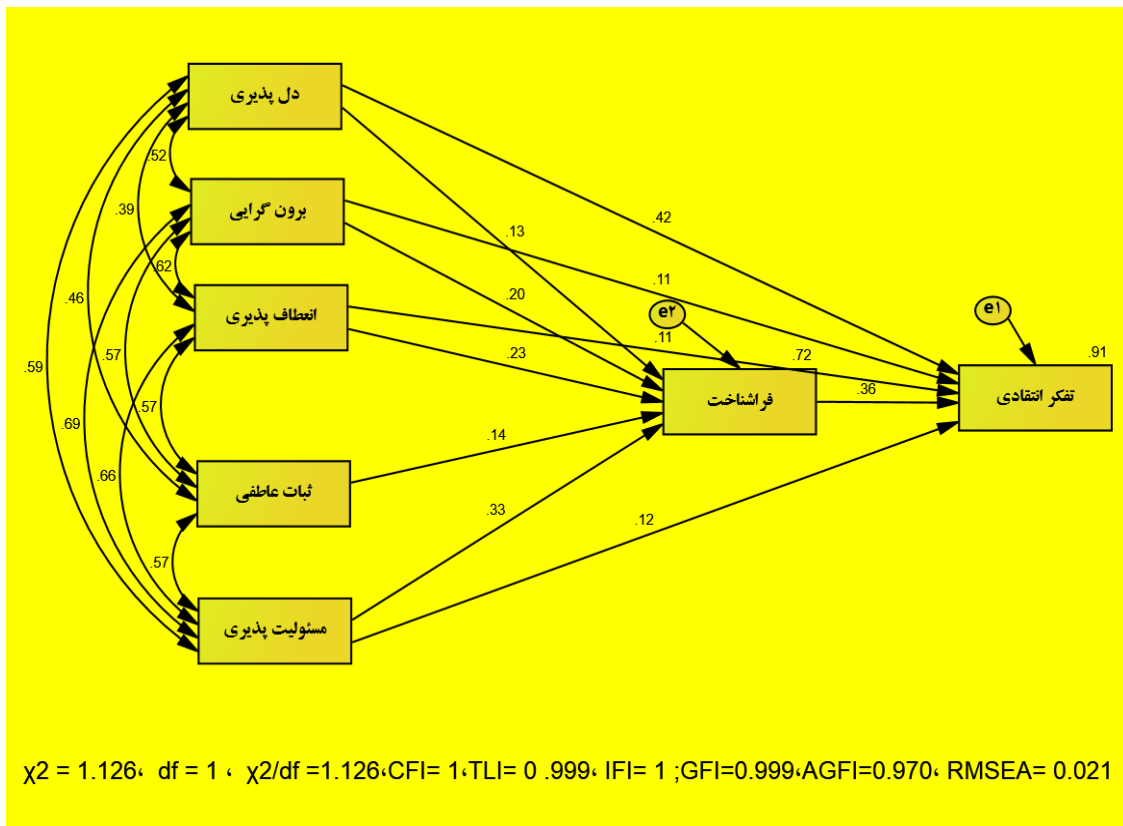 دل پذیری
.52
برون گرایی
.39
.42
.13
.62
.20
.11
انعطاف پذیری
.46
e۲
e۱
.11
.23
.72
.91
.57
.59
.36
فراشناخت
تفکر انتقادی
.57
.69
.14
.66
ثبات عاطفی
.33
.12
.57
مسئولیت پذیری
χ2 = 1.126، df = 1 ، χ2/df =1.126،CFI= 1،TLI= 0 .999، IFI= 1 ;GFI=0.999،AGFI=0.970، RMSEA= 0.021